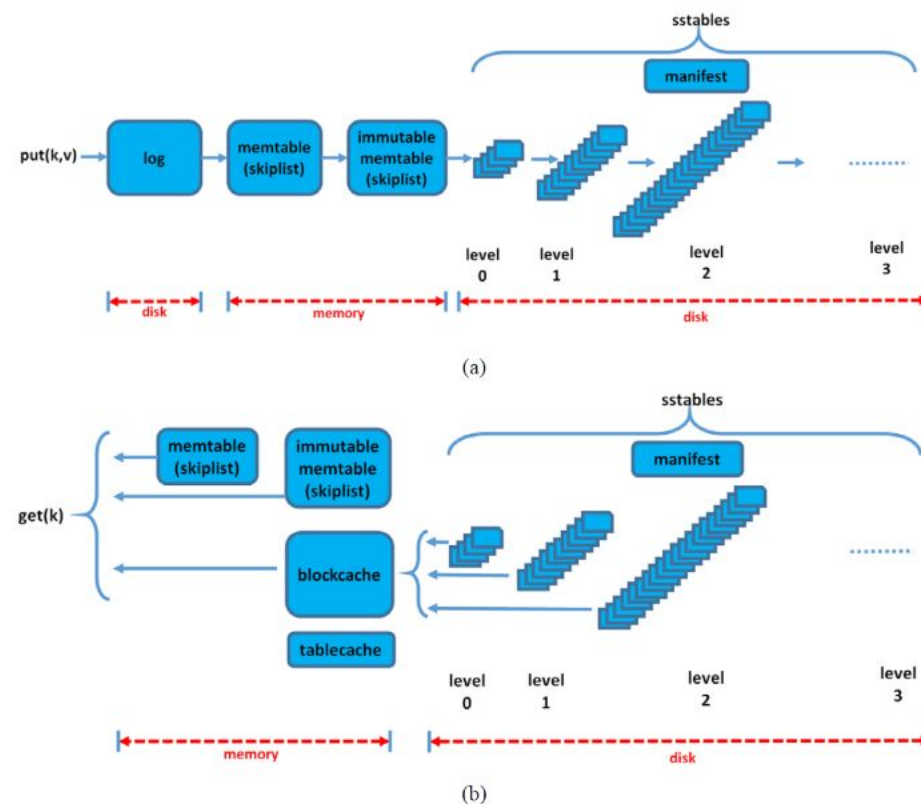 sstables
manifest
put(k,v)
log
memtable
(skiplist)
immutable
memtable
(skiplist)
level
0
level
1
level
2
level
3
disk
memory
disk
(a)
sstables
memtable
(skiplist)
immutable
memtable
(skiplist)
manifest
get(k)
blockcache
tablecache
level
0
level
1
level
2
level
3
memory
disk
(b)